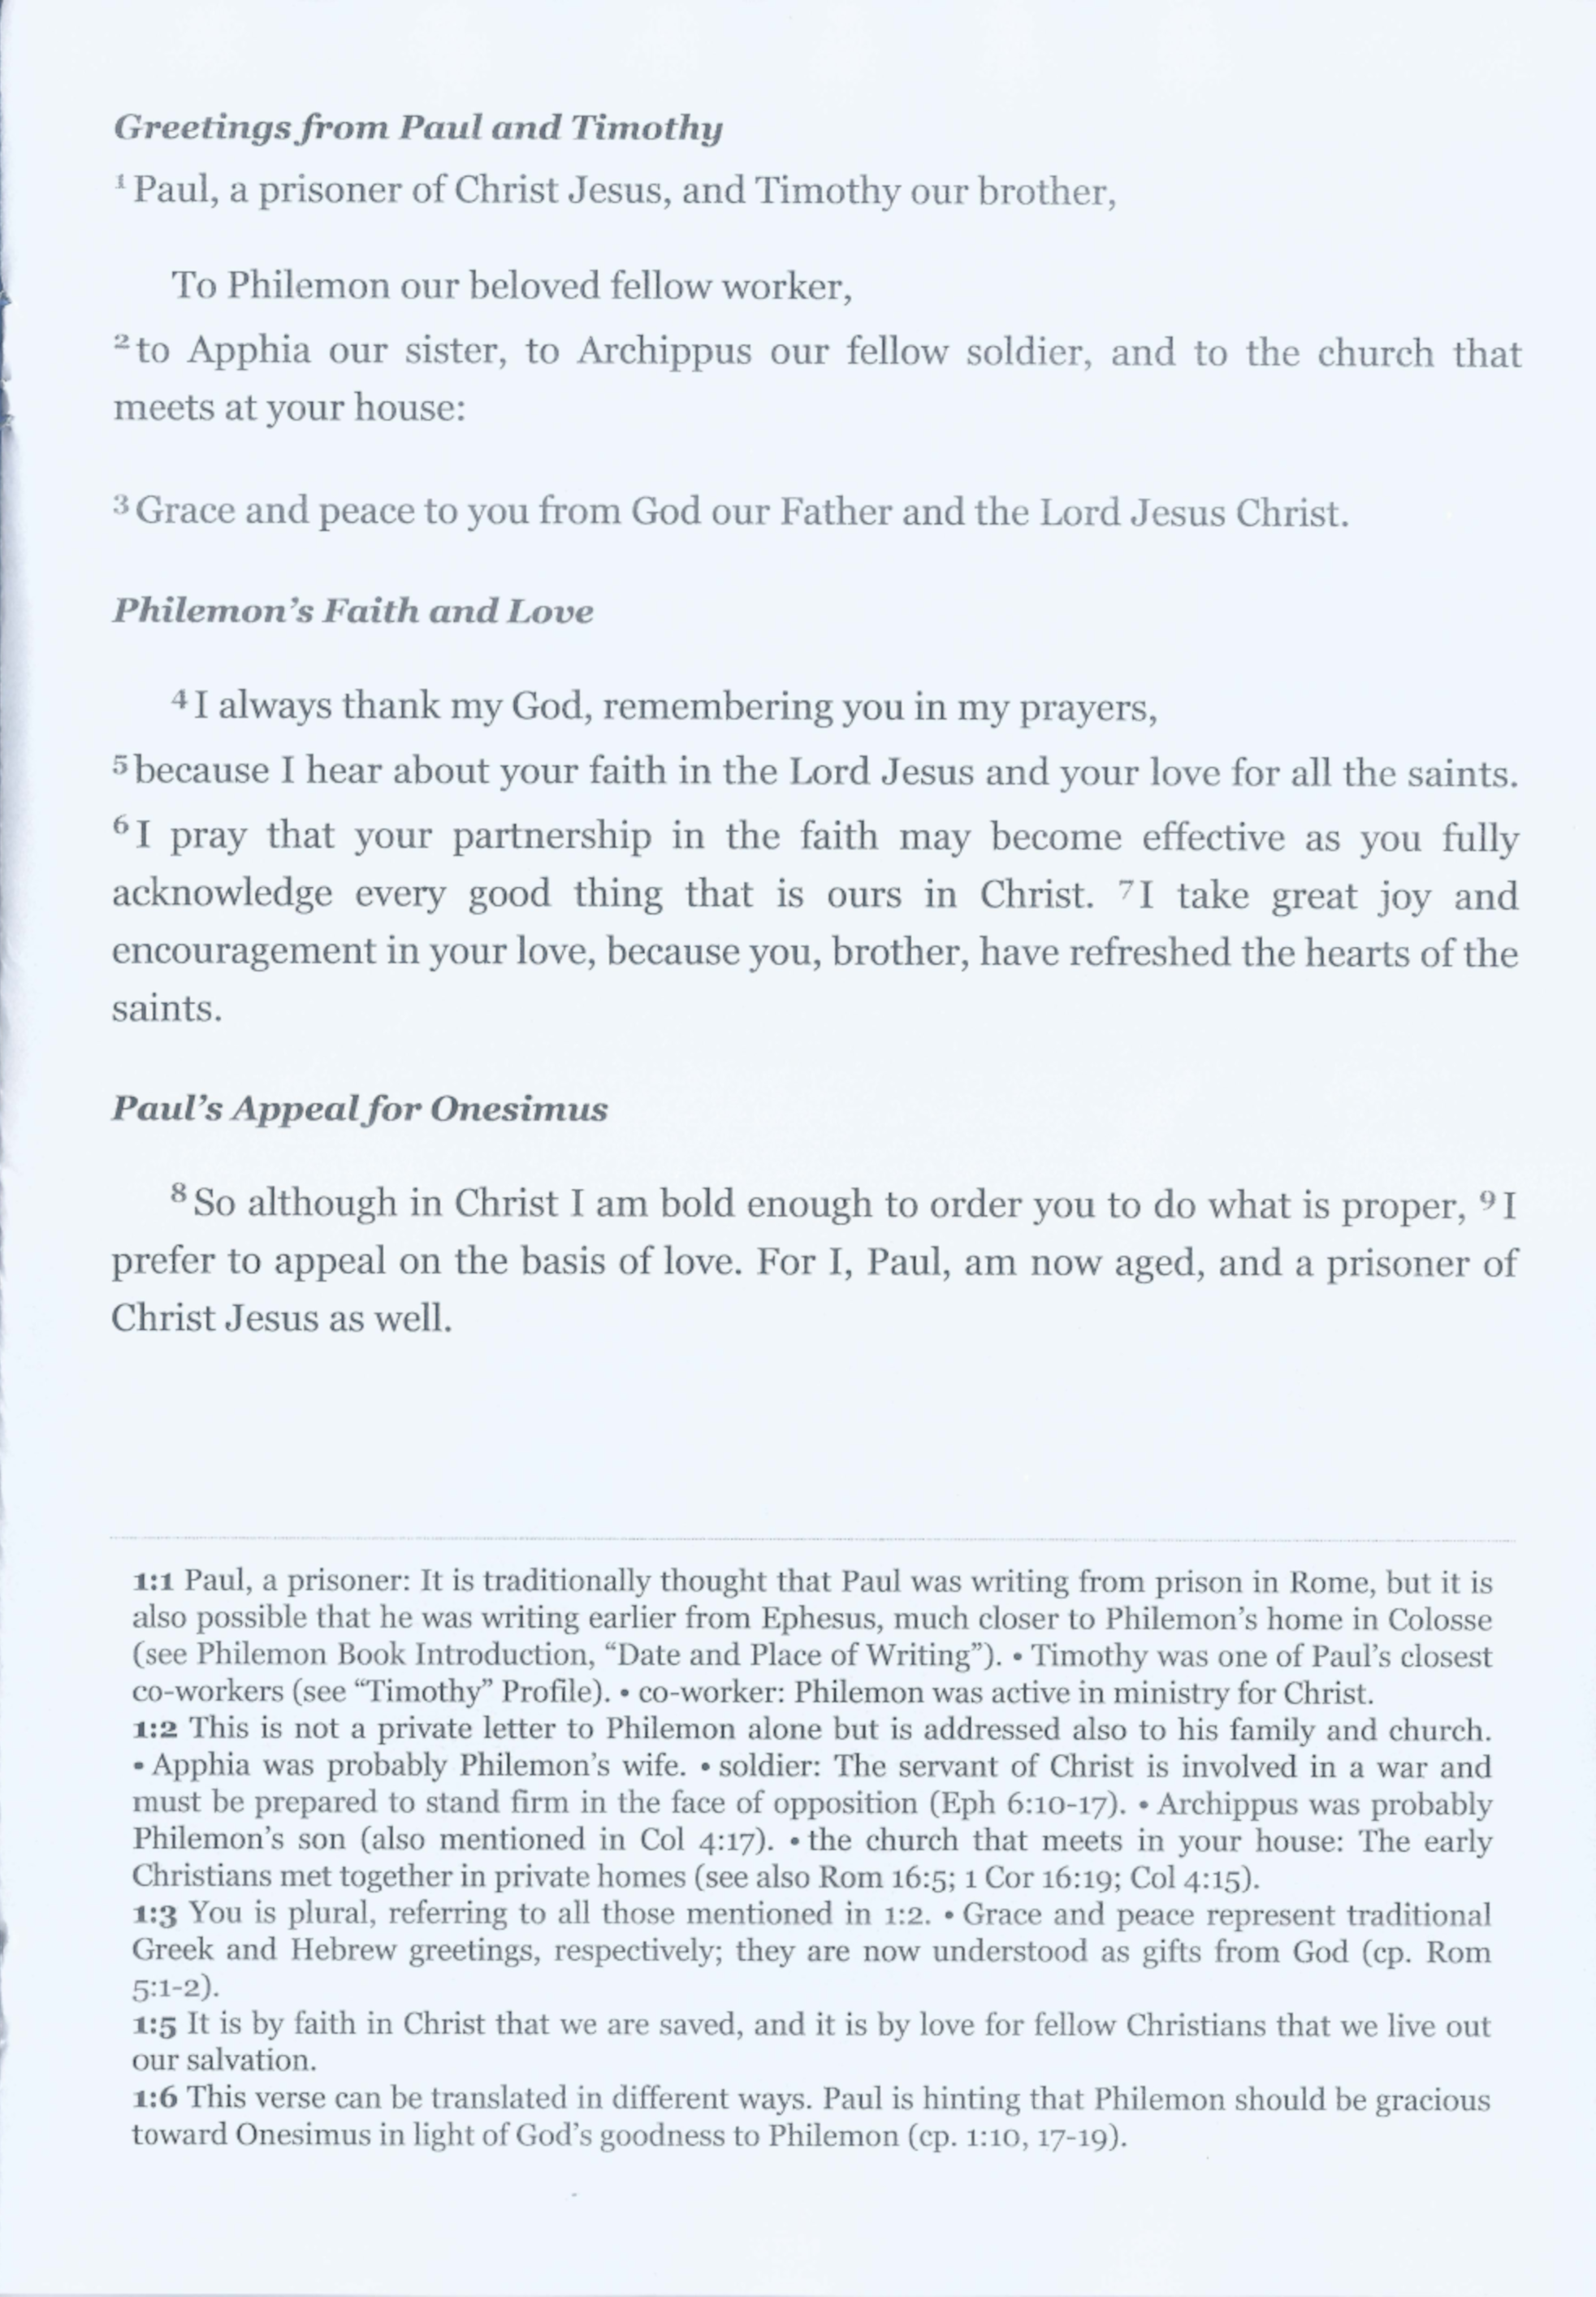 Greetings from Paul and Timothy
1 Paul, a prisoner of Christ Jesus, and Timothy our brother,
To Philemon our beloved fellow worker,
2 to Apphia our sister, to Archippus our fellow soldier, and to the church that
meets at your house:
3 Grace and peace to you from God our Father and the Lord Jesus Christ.
Philemon’s Faith and Love
4 I always thank my God, remembering you in my prayers,
5 because I hear about your faith in the Lord Jesus and your love for all the saints.
6 I pray that your partnership in the faith may become effective as you fully
acknowledge every good thing that is ours in Christ. 7 I take great joy and
encouragement in your love, because you, brother, have refreshed the hearts of the
saints.
Paul’s Appeal for Onesimus
8 So although in Christ I am bold enough to order you to do what is proper, 9 I
prefer to appeal on the basis of love. For I, Paul, am now aged, and a prisoner of
Christ Jesus as well.
1:1 Paul, a prisoner: It is traditionally thought that Paul was writing from prison in Rome, but it is
also possible that he was writing earlier from Ephesus, much closer to Philemon’s home in Colosse
(see Philemon Book Introduction, “Date and Place of Writing”). • Timothy was one of Paul’s closest
co-workers (see “Timothy” Profile). • co-worker: Philemon was active in ministry for Christ.
1:2 This is not a private letter to Philemon alone but is addressed also to his family and church.
• Apphia was probably Philemon’s wife. • soldier: The servant of Christ is involved in a war and
must be prepared to stand firm in the face of opposition (Eph 6:10-17). • Archippus was probably
Philemon’s son (also mentioned in Col 4:17). • the church that meets in your house: The early
Christians met together in private homes (see also Rom 16:5; 1 Cor 16:19; Col 4:15).
1:3 You is plural, referring to all those mentioned in 1:2. • Grace and peace represent traditional
Greek and Hebrew greetings, respectively; they are now understood as gifts from God (cp. Rom
5:1-2).
1:5 It is by faith in Christ that we are saved, and it is by love for fellow Christians that we live out
our salvation.
1:6 This verse can be translated in different ways. Paul is hinting that Philemon should be gracious
toward Onesimus in light of God’s goodness to Philemon (cp. 1:10, 17-19).